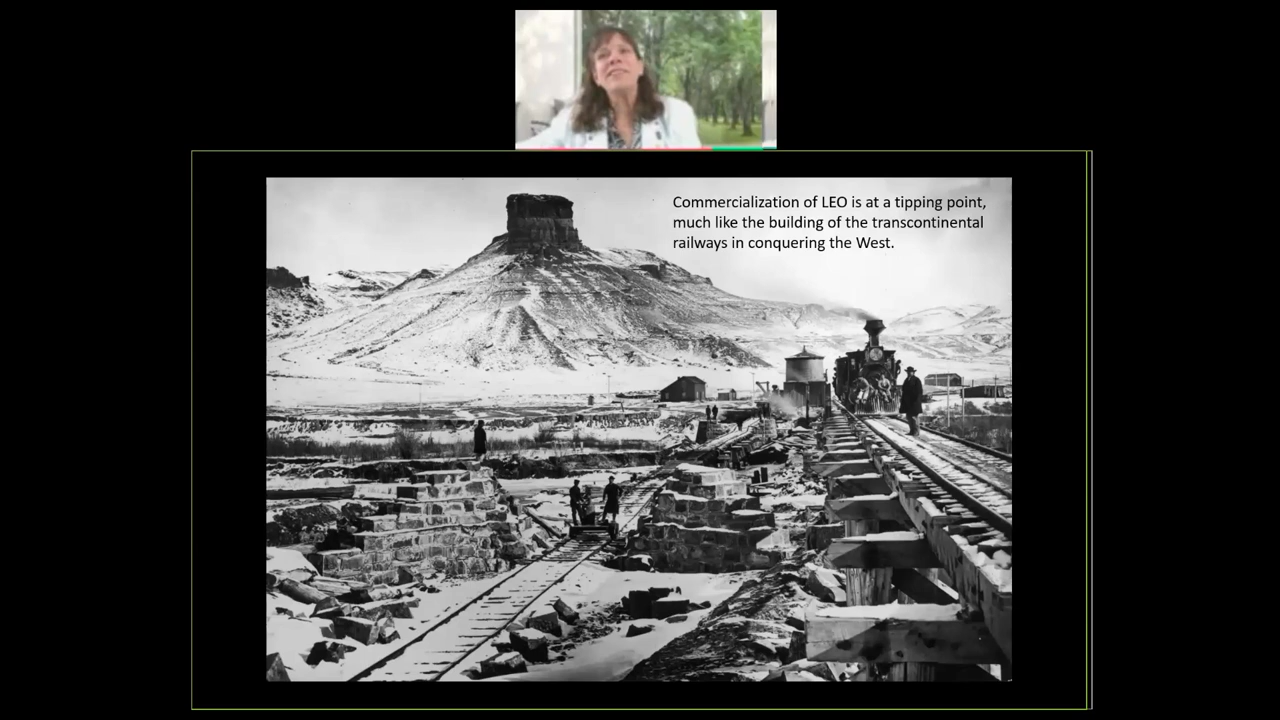 Commercialization of LEO is at a tipping point,
much like the building of the transcontinental
railways in conquering the West.